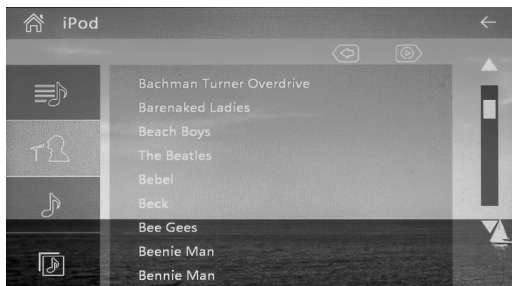 iPod
Bachman Turner Overdrive
Barenaked Ladies
Beach Boys
The Beatles
Bebel
Beck
Bee Gees
Beenie Man
Bennie Man